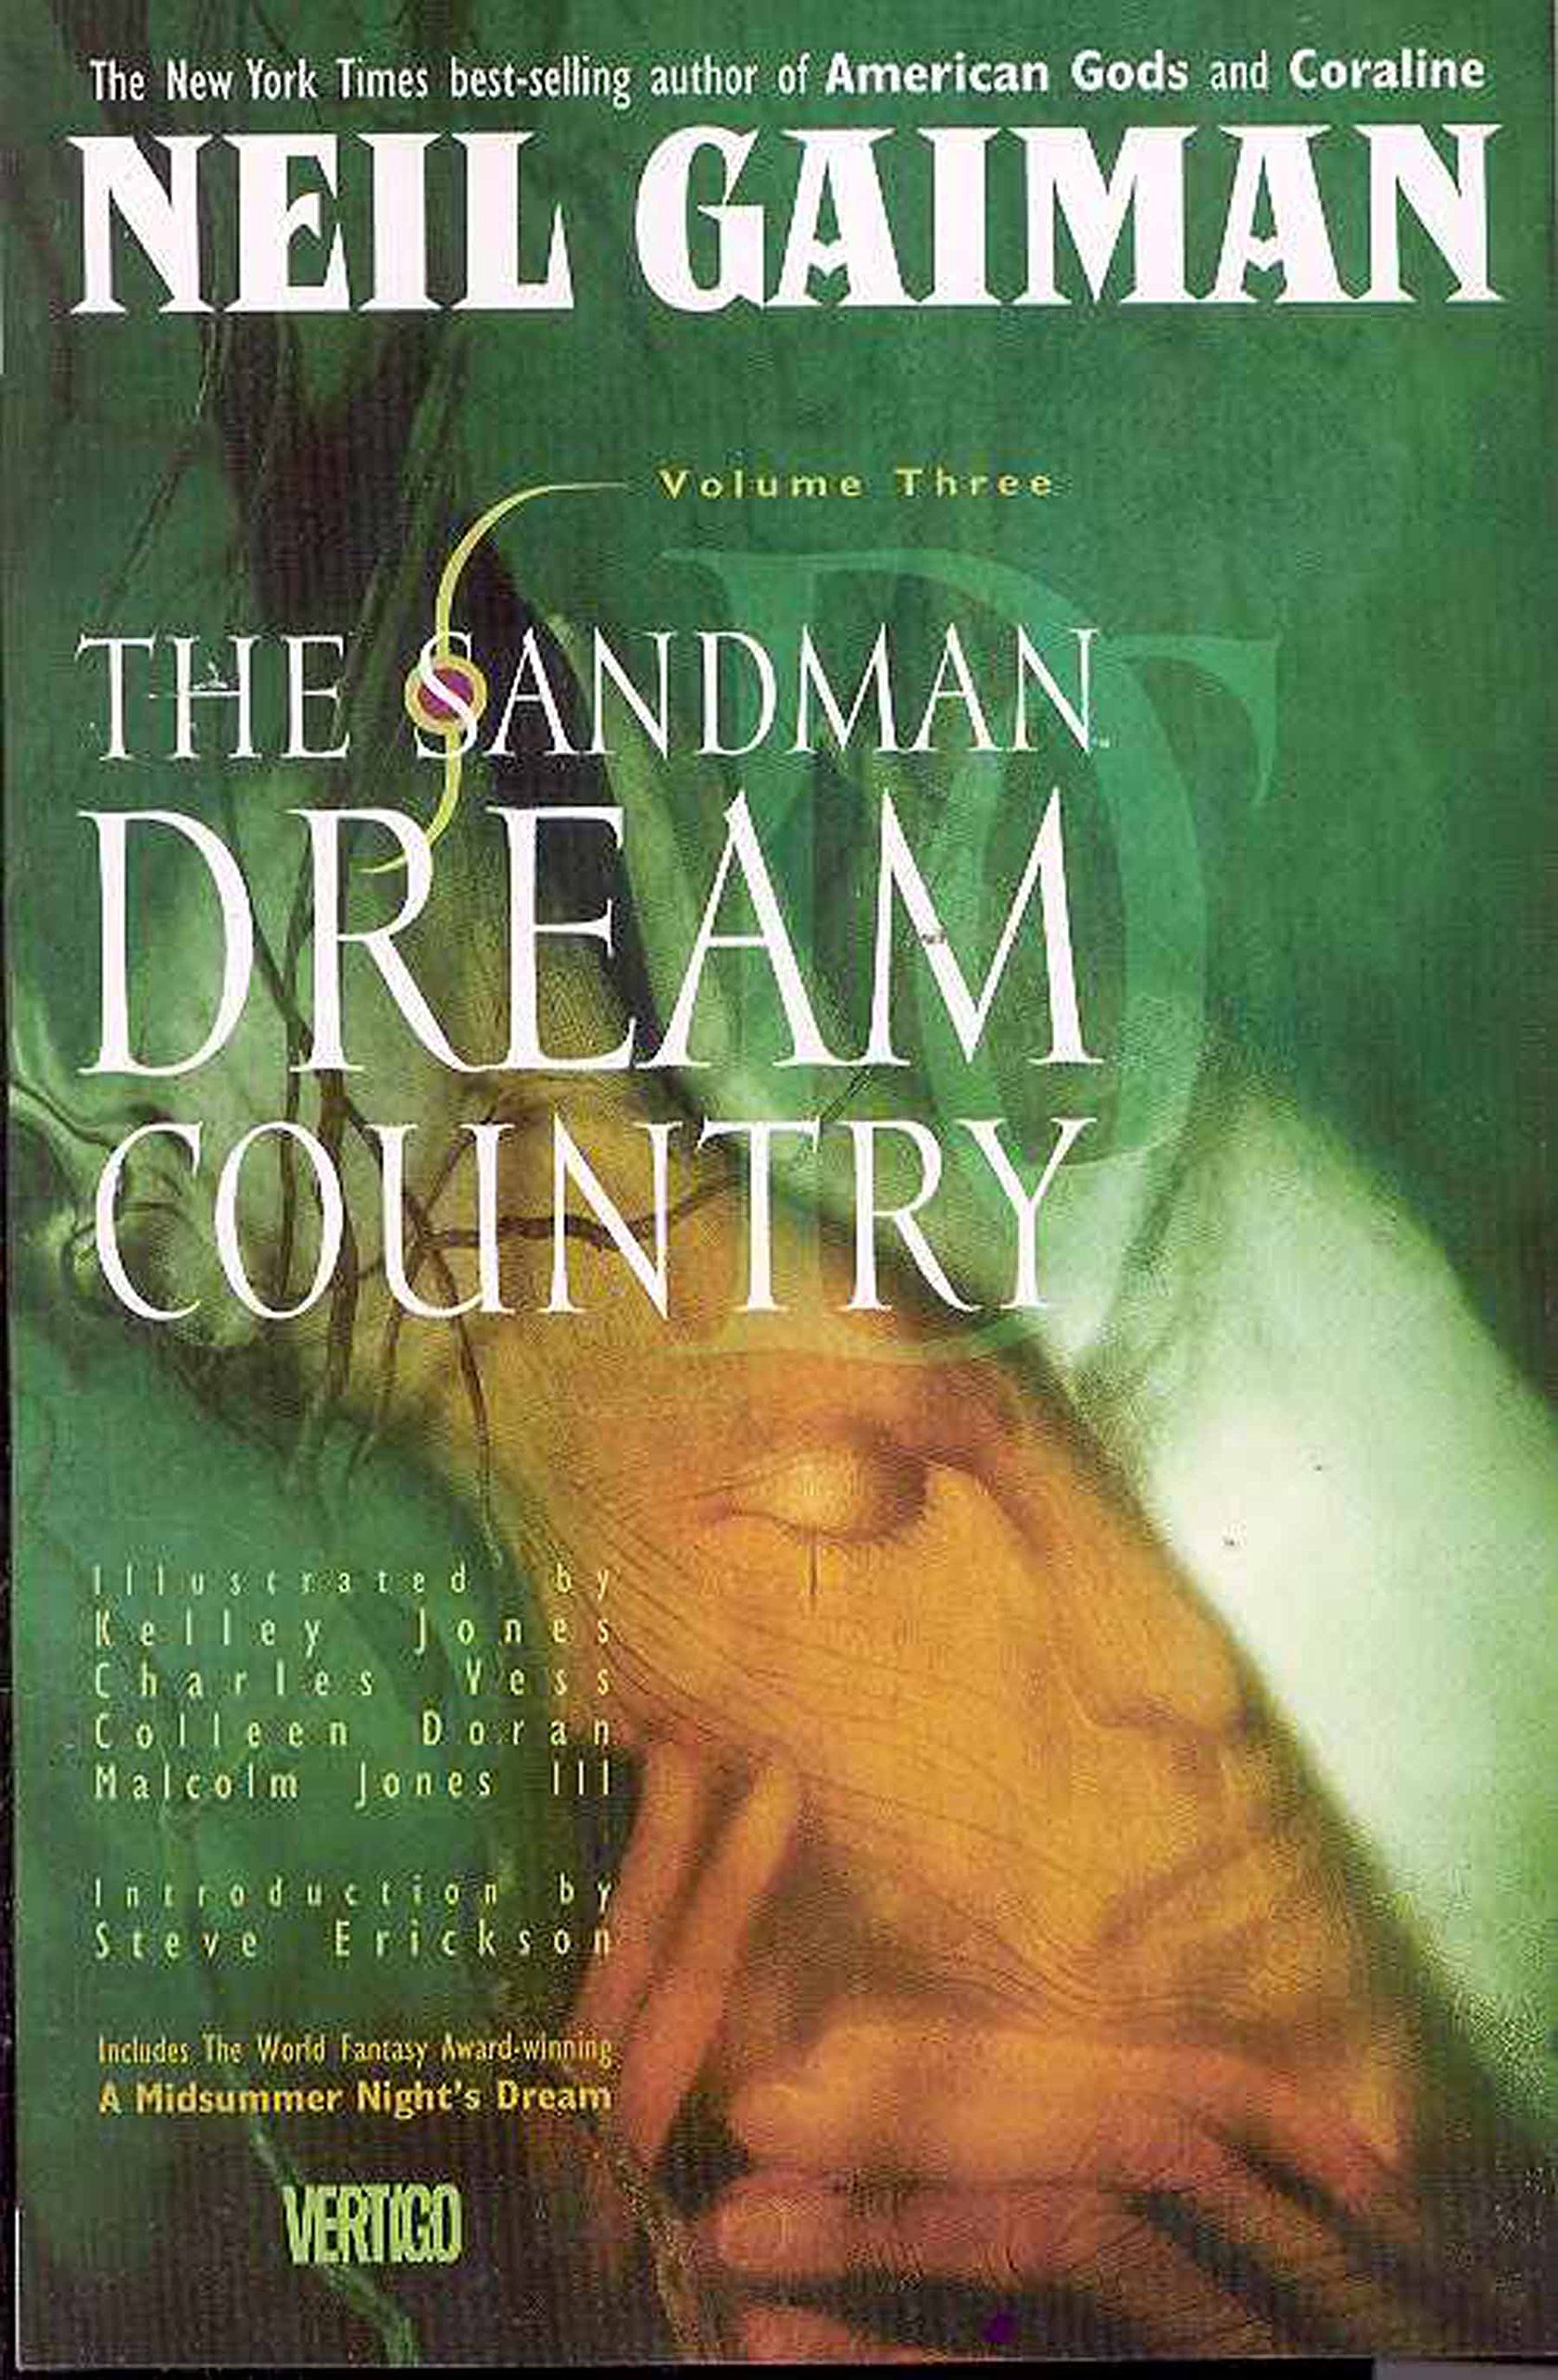 The New York Times best-selling author of American Gods and Coraline
NEIL GAIMAN
Volume Three
THE SANDMAN™
DREAM
COUNTRY
Illustrated by
Kelley Jones
Charles Vess
Colleen Doran
Malcolm Jones III
Introduction by
Steve Erickson
Includes The World Fantasy Award-winning
A Midsummer Night's Dream
VERTIGO